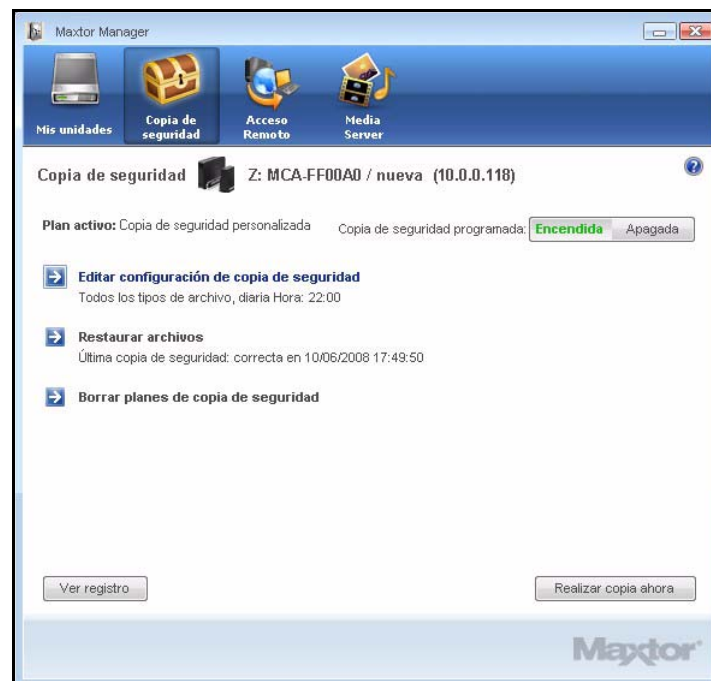 Maxtor Manager
Mis unidades
Copia de
seguridad
Acceso
Remoto
Media
Server
Copia de seguridad Z: MCA-FF00A0 / nueva (10.0.0.118)
?
Plan activo: Copia de seguridad personalizada
Copia de seguridad programada: Encendida Apagada
Editar configuración de copia de seguridad
Todos los tipos de archivo, diaria Hora: 22:00
Restaurar archivos
Última copia de seguridad: correcta en 10/06/2008 17:49:50
Borrar planes de copia de seguridad
Ver registro
Realizar copia ahora
Maxtor